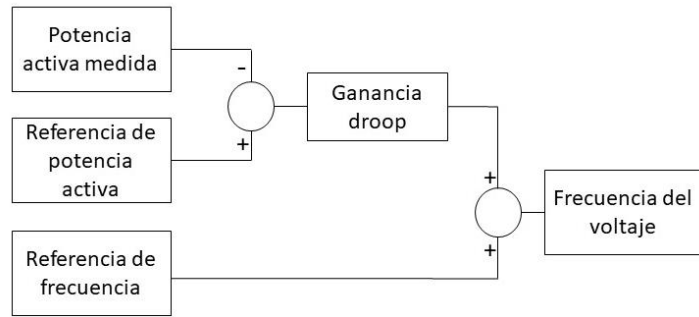 Potencia
activa medida
-
+
Referencia de
potencia
activa
Ganancia
droop
+
+
Frecuencia del
voltaje
Referencia de
frecuencia